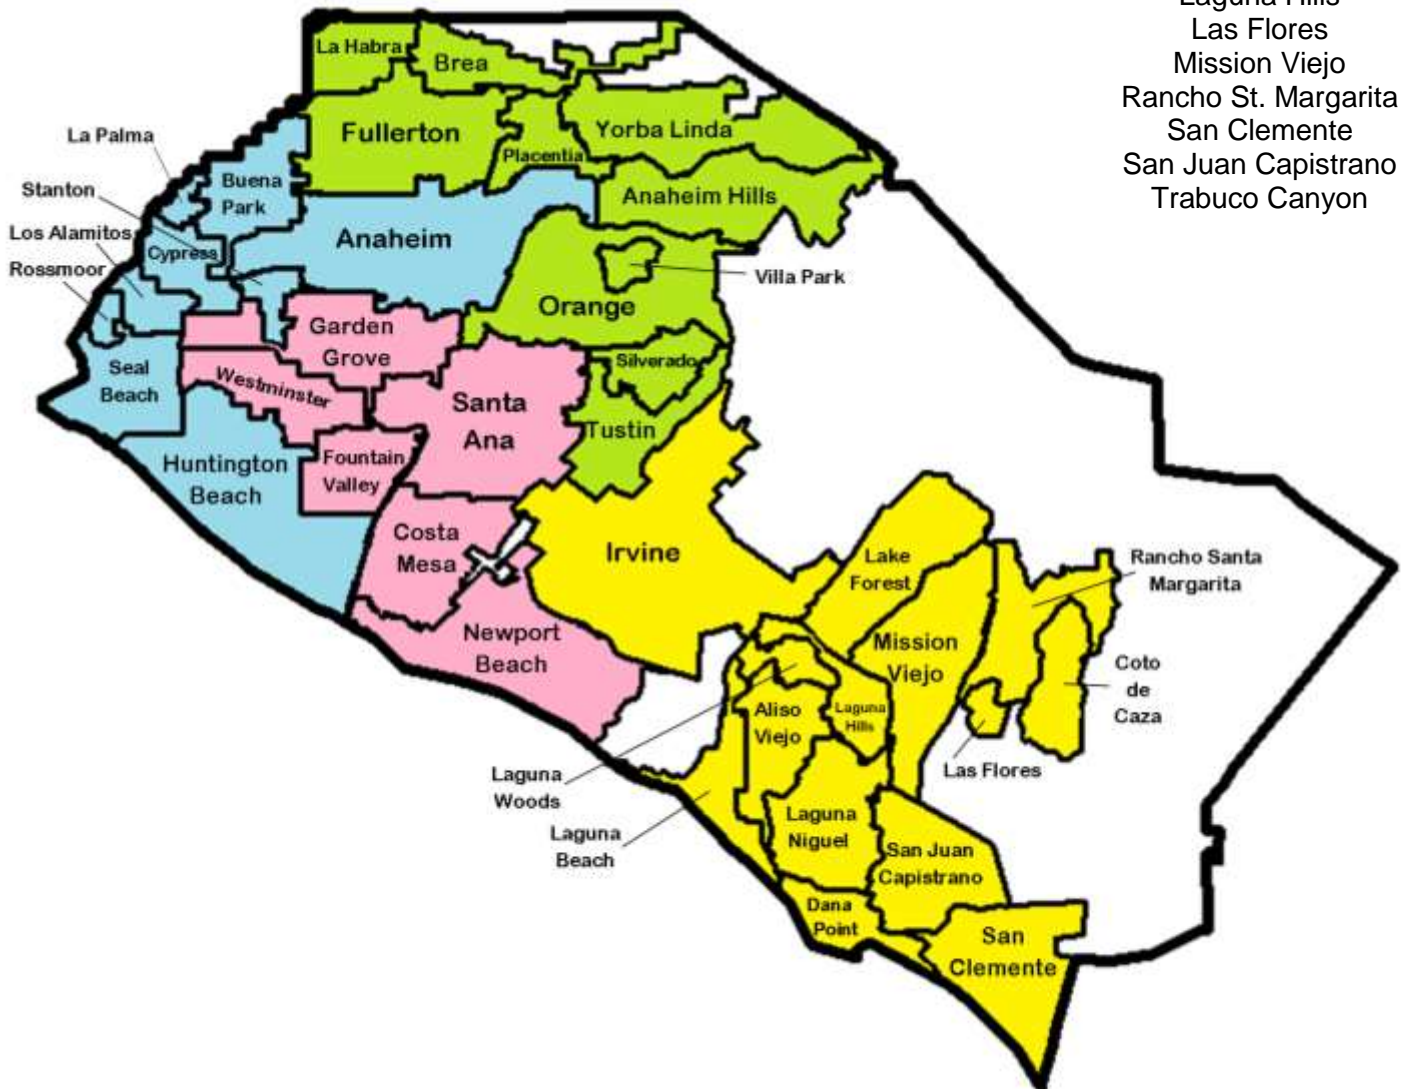 Laguna Hills
Las Flores
Mission Viejo
Rancho St. Margarita
San Clemente
San Juan Capistrano
Trabuco Canyon
La Habra
Brea
La Palma
Fullerton
Yorba Linda
Placentia
Stanton
Buena
Park
Anaheim Hills
Los Alamitos
Anaheim
Cypress
Rossmoor
Villa Park
Orange
Garden
Grove
Seal
Beach
Westminster
Silverado
Santa
Ana
Tustin
Huntington
Beach
Fountain
Valley
Costa
Mesa
Irvine
Lake
Forest
Rancho Santa
Margarita
Newport
Beach
Mission
Viejo
Coto
de
Caza
Aliso
Viejo
Laguna
Hills
Las Flores
Laguna
Woods
Laguna
Niguel
Laguna
Beach
San Juan
Capistrano
Dana
Point
San
Clemente